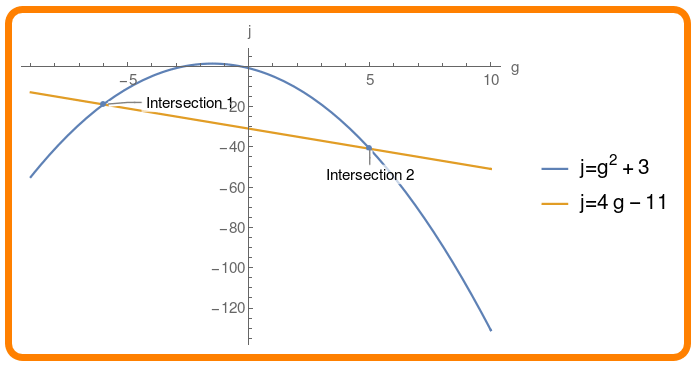 j
g
−5
5
10
Intersection 1
−20
−40
Intersection 2
−60
−80
−100
−120
j=g² + 3
j=4 g − 11